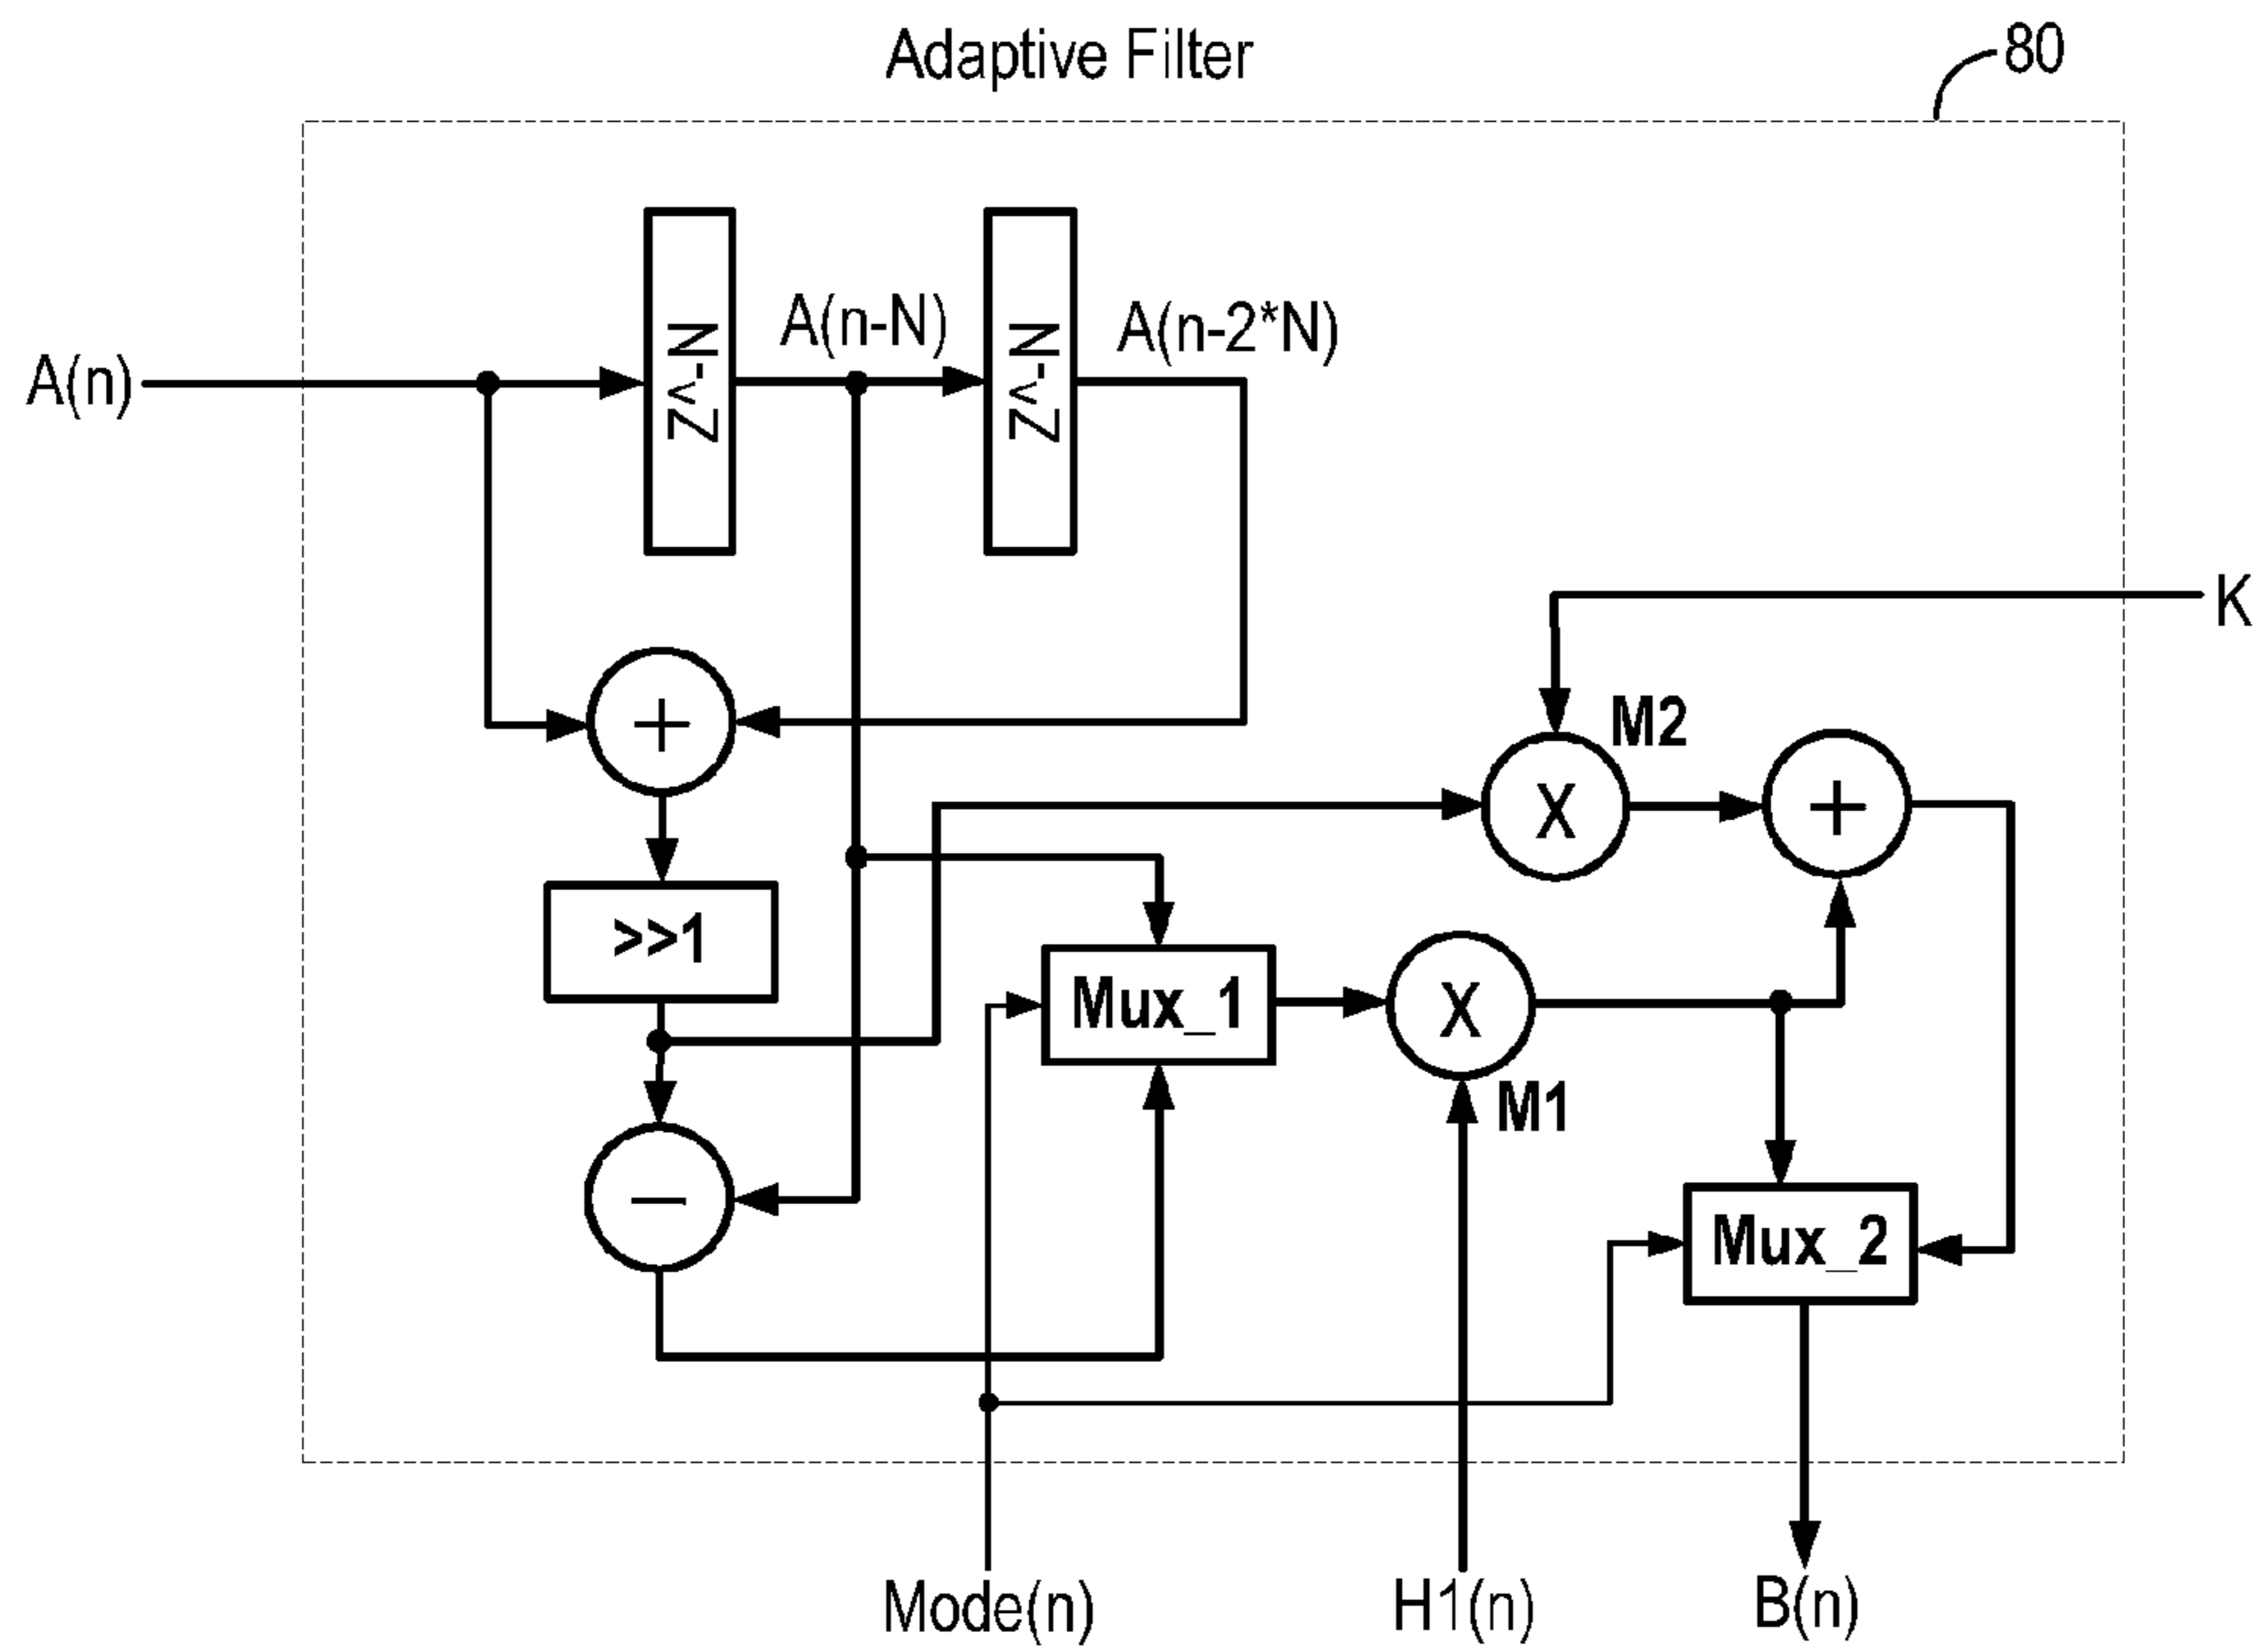 Adaptive Filter
80
A(n)
Z^-N
A(n-N)
Z^-N
A(n-2*N)
K
+
M2
X
+
>>1
Mux_1
X
M1
—
Mux_2
Mode(n)
H1(n)
B(n)